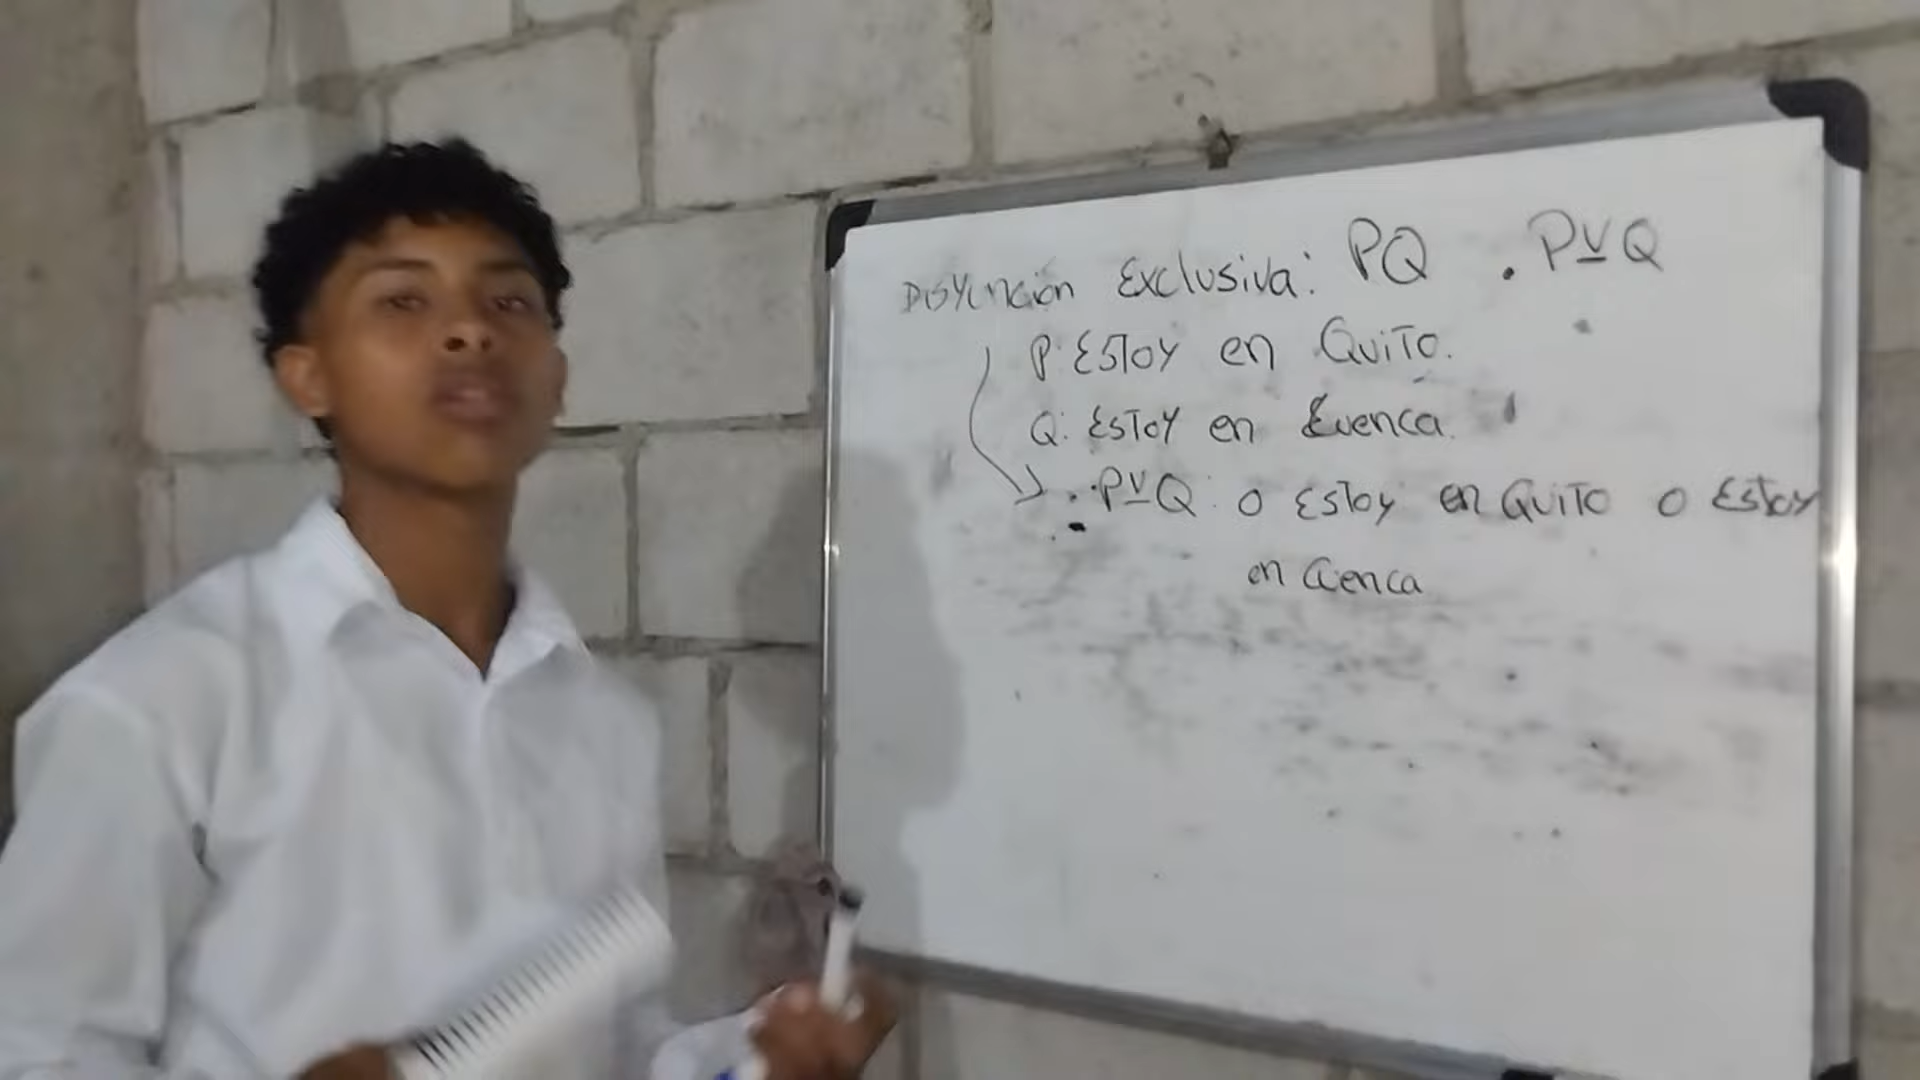 Disyunción Exclusiva: PQ . P⊻Q
P: Estoy en Quito.
Q: Estoy en Cuenca.
. P⊻Q: o Estoy en Quito o Estoy
en Cuenca